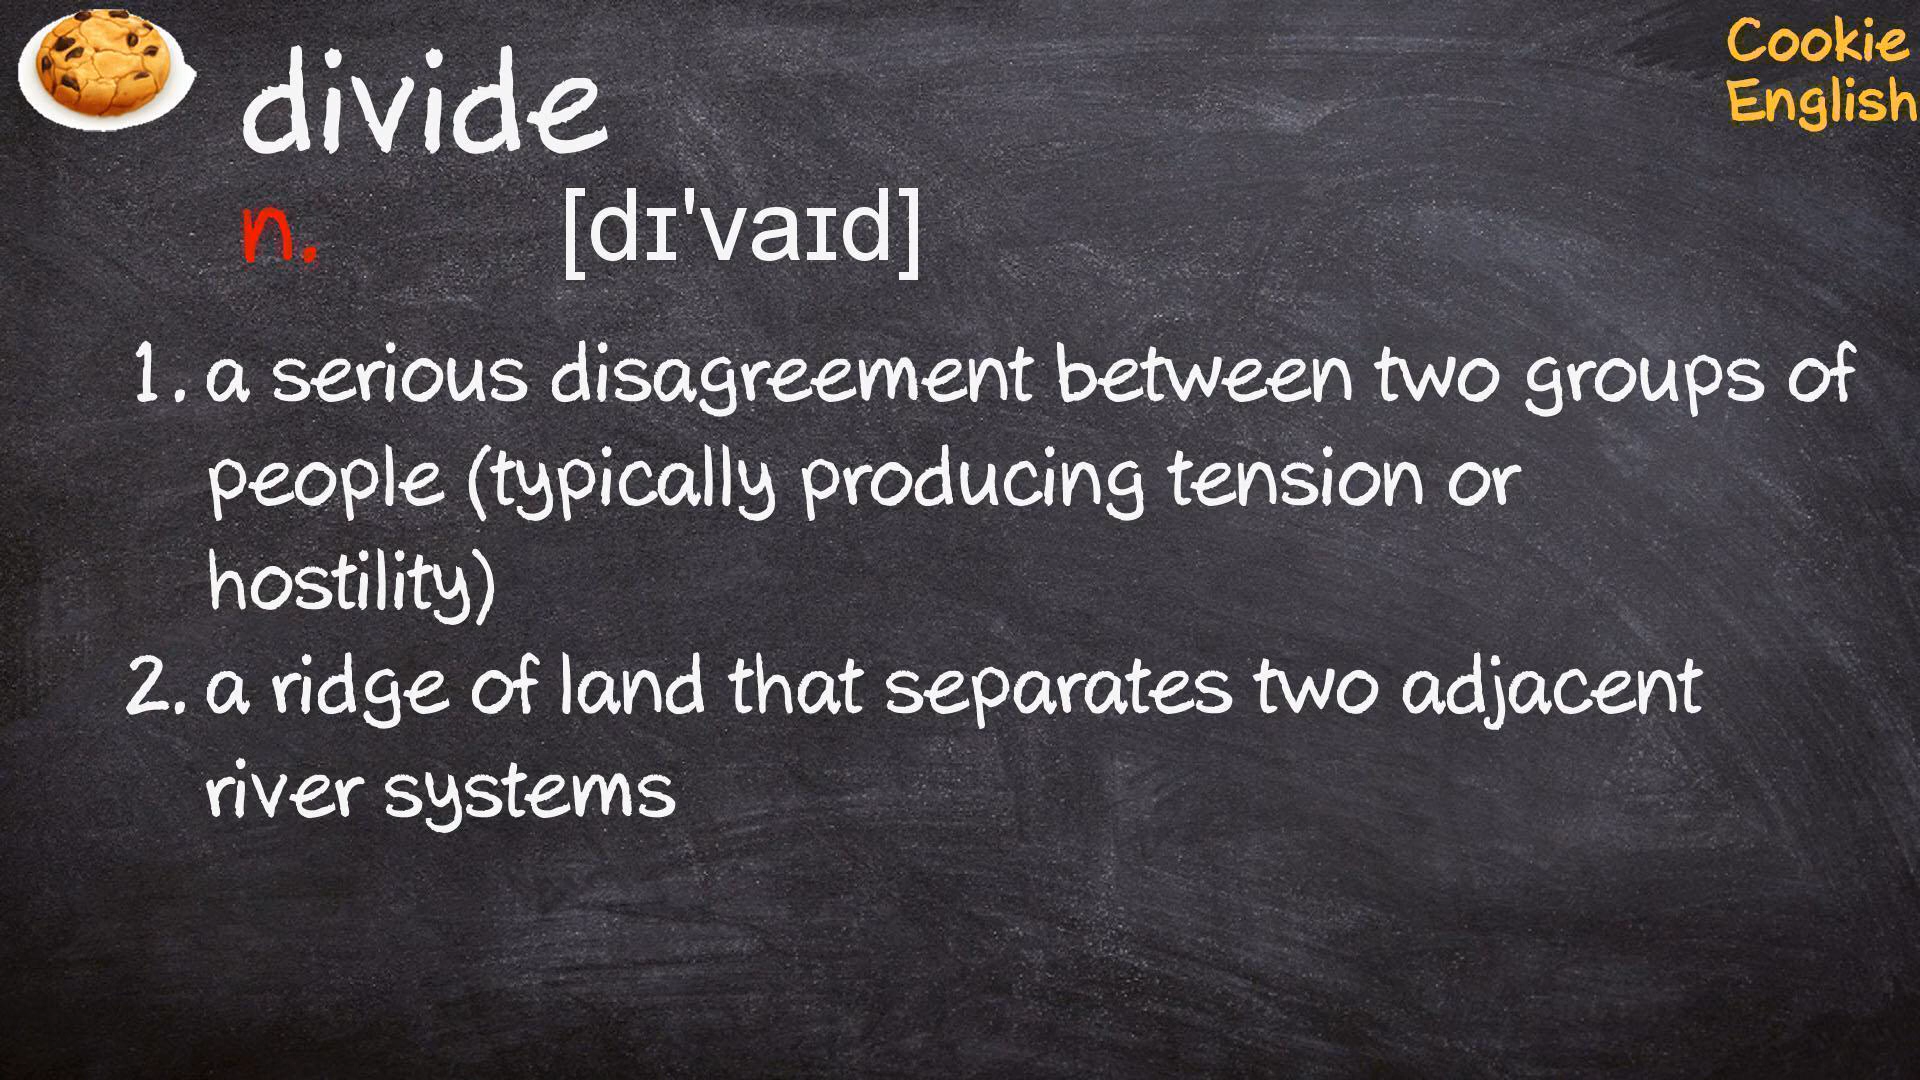 divide
Cookie
English
n. [dɪ'vaɪd]
1. a serious disagreement between two groups of
people (typically producing tension or
hostility)
2. a ridge of land that separates two adjacent
river systems